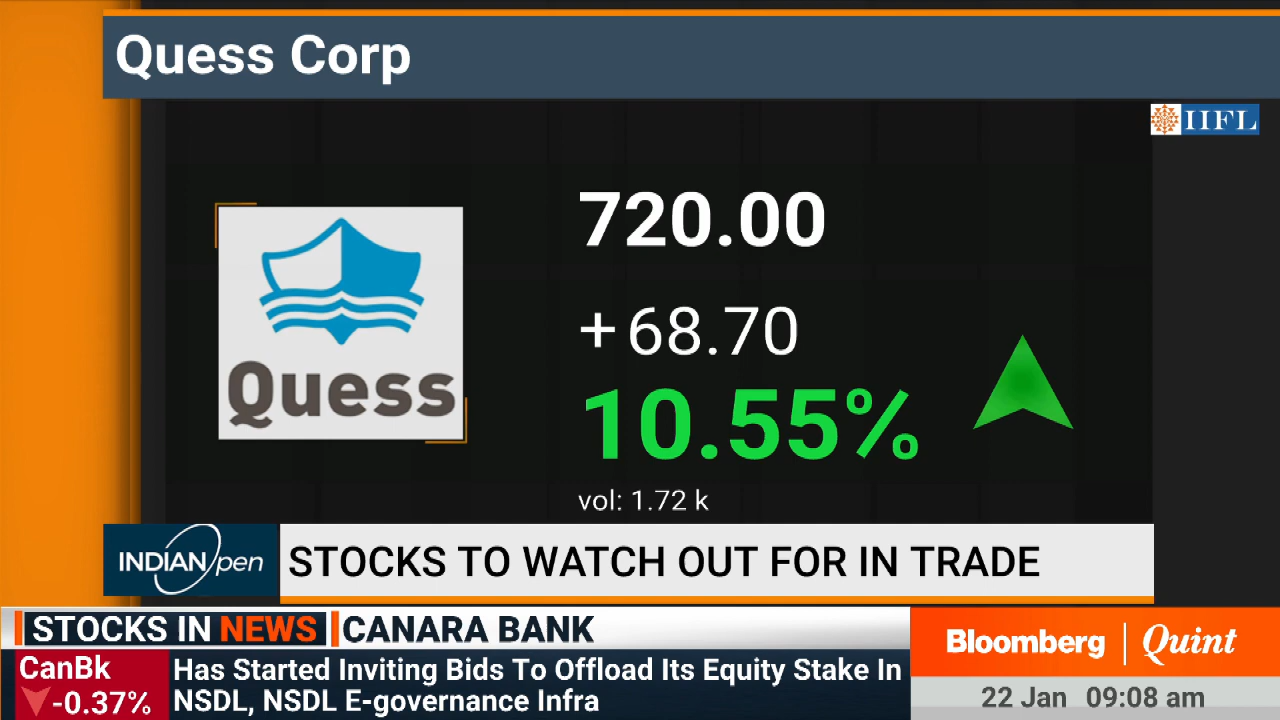 Quess Corp
IIFL
720.00
+68.70
10.55%
vol: 1.72 k
Quess
INDIAN Open
STOCKS TO WATCH OUT FOR IN TRADE
STOCKS IN NEWS
CANARA BANK
CanBk
-0.37%
Has Started Inviting Bids To Offload Its Equity Stake In
NSDL, NSDL E-governance Infra
Bloomberg | Quint
22 Jan 09:08 am